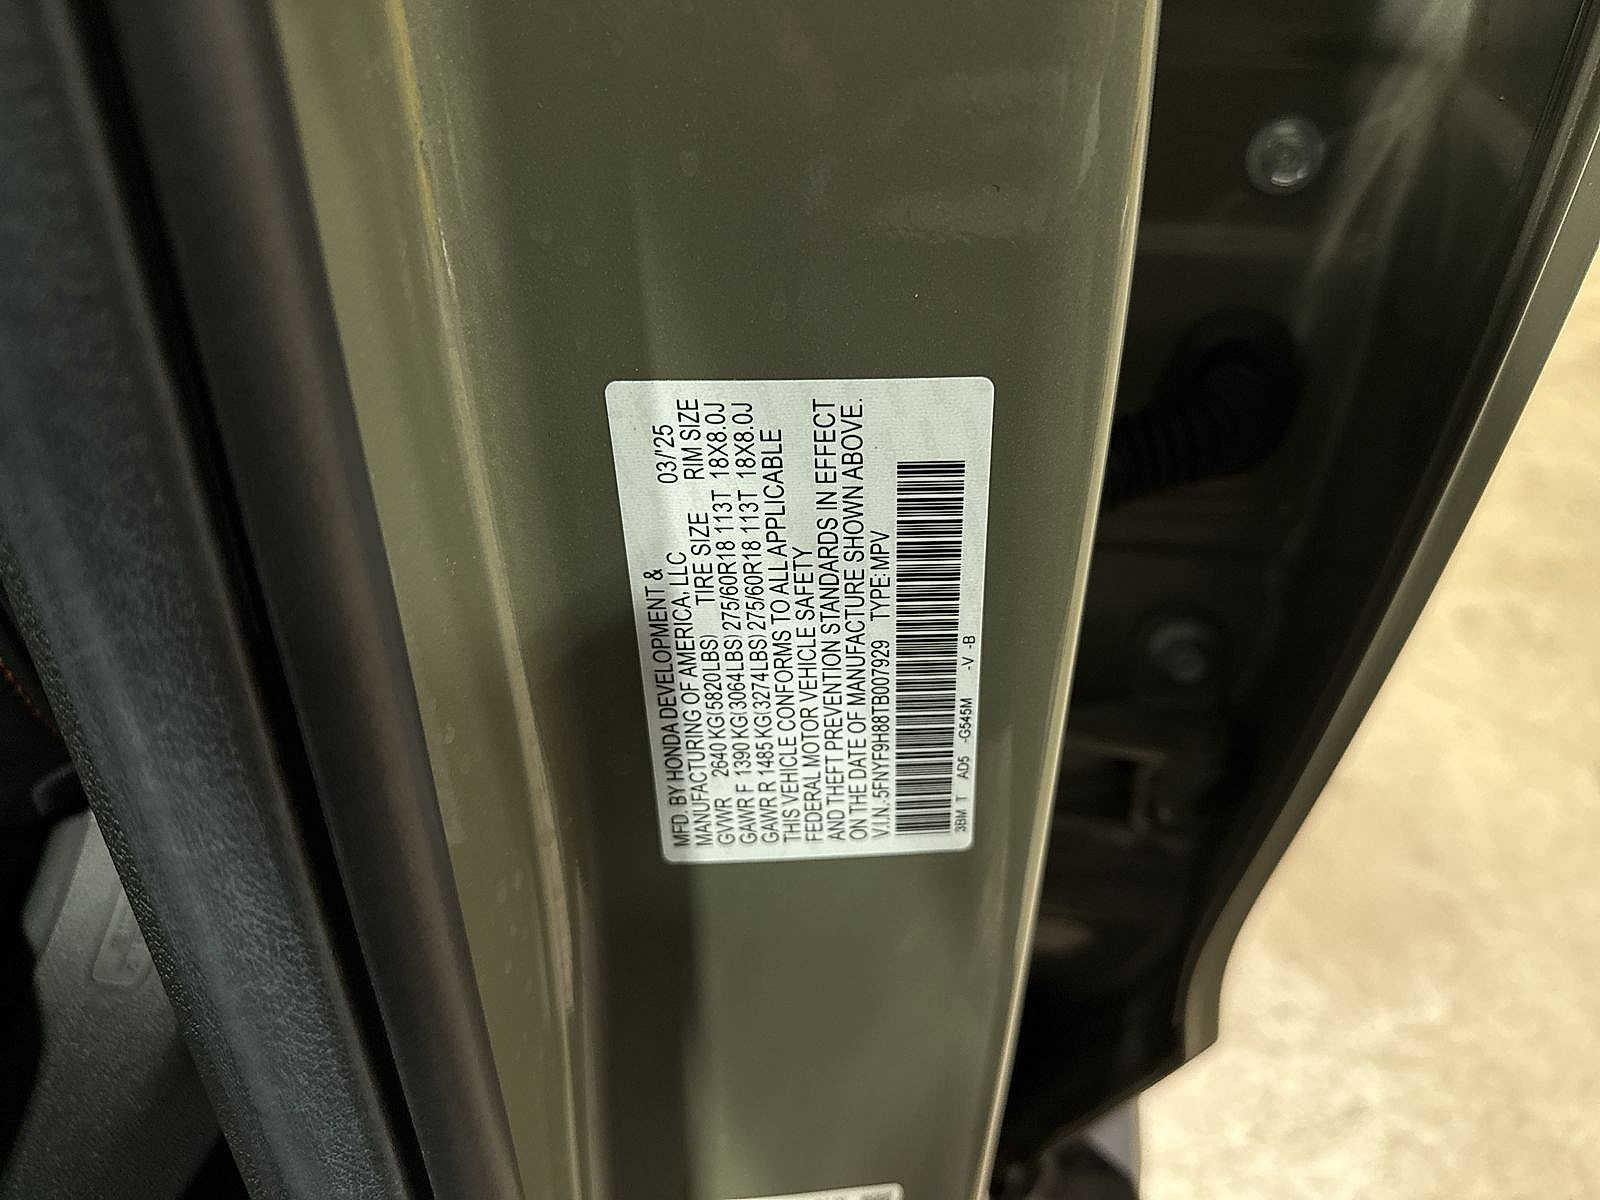 MFD. BY HONDA DEVELOPMENT &
MANUFACTURING OF AMERICA, LLC 03/'25
GVWR 2640 KG(5820LBS) TIRE SIZE RIM SIZE
GAWR F 1390 KG(3064LBS) 275/60R18 113T 18X8.0J
GAWR R 1485 KG(3274LBS) 275/60R18 113T 18X8.0J
THIS VEHICLE CONFORMS TO ALL APPLICABLE
FEDERAL MOTOR VEHICLE SAFETY
AND THEFT PREVENTION STANDARDS IN EFFECT
ON THE DATE OF MANUFACTURE SHOWN ABOVE.
V.I.N.:5FNYF9H88TB007929 TYPE:MPV
3BM T AD5 -G545M -V -B